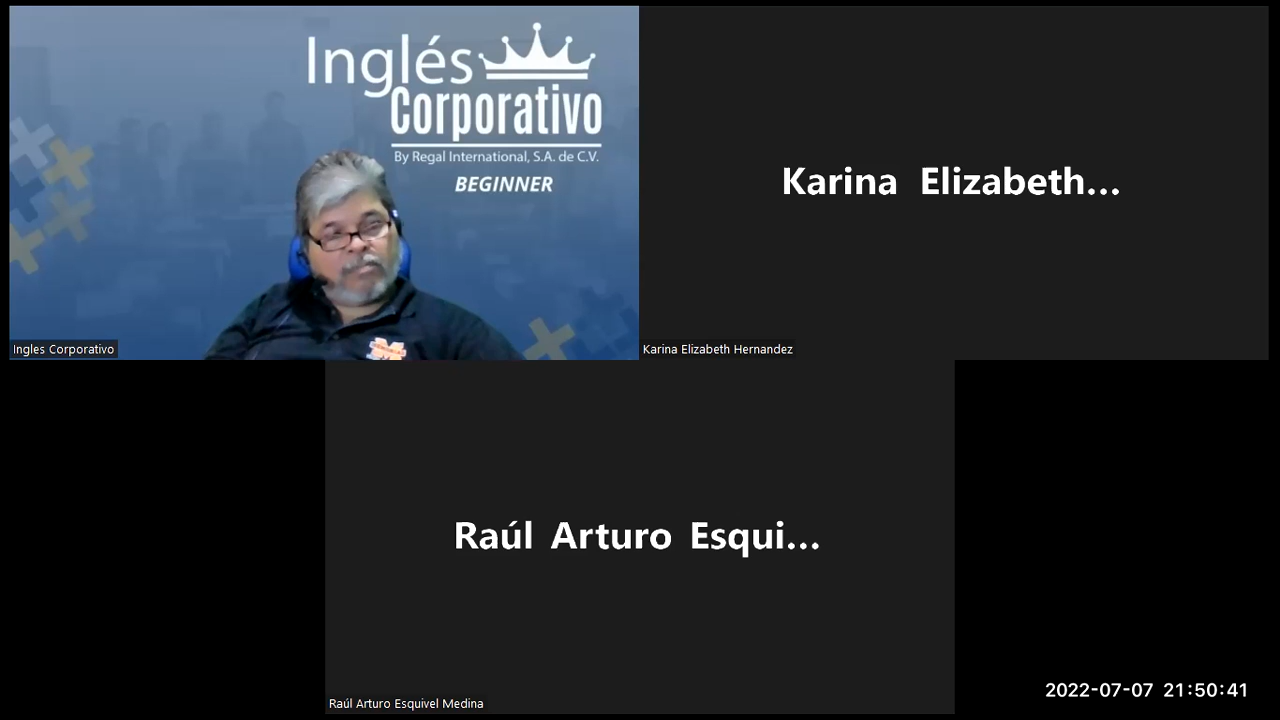 Inglés
Corporativo
By Regal International, S.A. de C.V.
BEGINNER
Ingles Corporativo
Karina Elizabeth...
Karina Elizabeth Hernandez
Raúl Arturo Esqui...
Raúl Arturo Esquivel Medina
2022-07-07 21:50:41